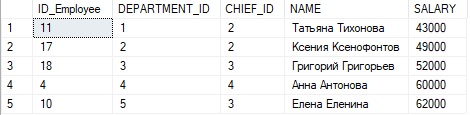 ID_Employee DEPARTMENT_ID CHIEF_ID NAME SALARY
1 11 1 2 Татьяна Тихонова 43000
2 17 2 2 Ксения Ксенофонтов 49000
3 18 3 3 Григорий Григорьев 52000
4 4 4 4 Анна Антонова 60000
5 10 5 3 Елена Еленина 62000